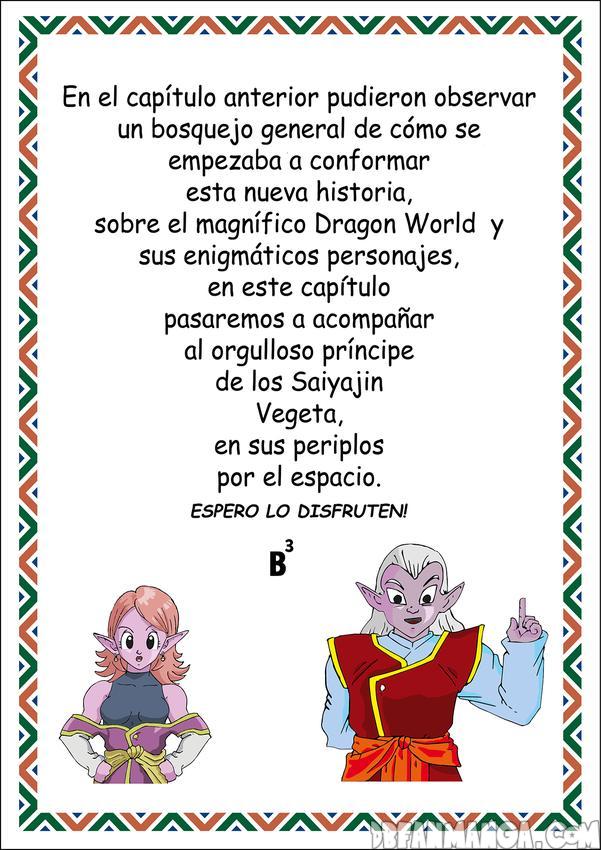 En el capítulo anterior pudieron observar
un bosquejo general de cómo se
empezaba a conformar
esta nueva historia,
sobre el magnífico Dragon World y
sus enigmáticos personajes,
en este capítulo
pasaremos a acompañar
al orgulloso príncipe
de los Saiyajin
Vegeta,
en sus periplos
por el espacio.
ESPERO LO DISFRUTEN!
B³
DBFANMANGA.COM